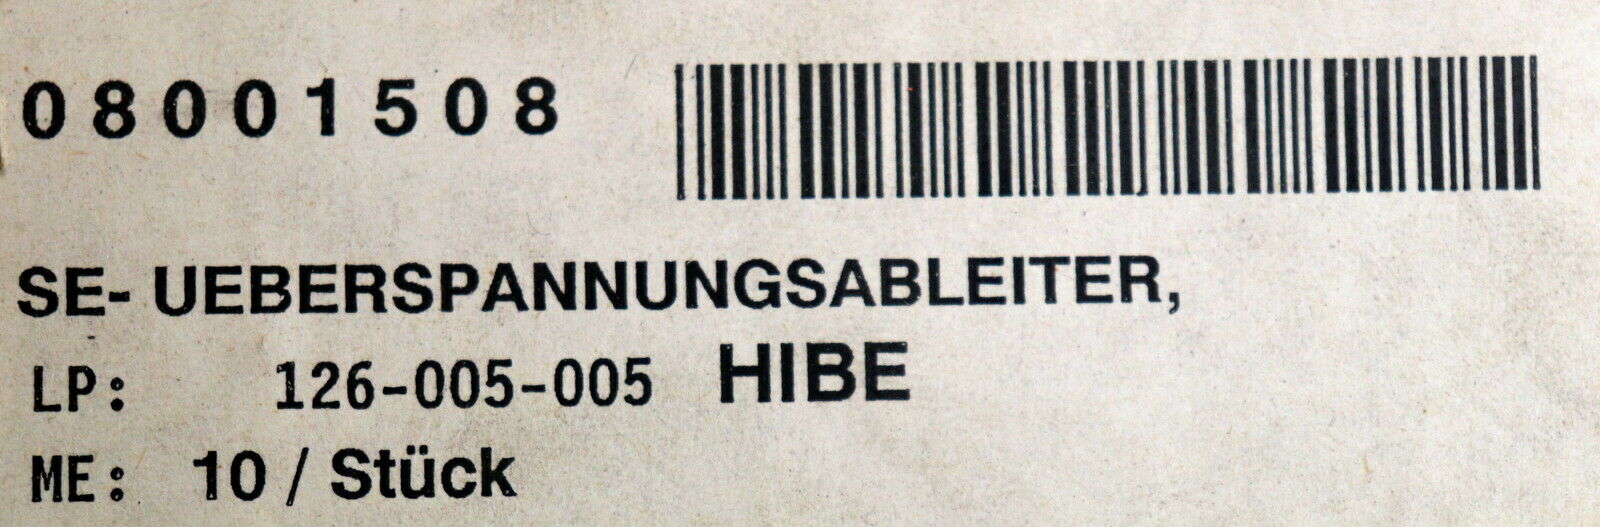 08001508
SE- UEBERSPANNUNGSABLEITER,
LP: 126-005-005 HIBE
ME: 10 / Stück